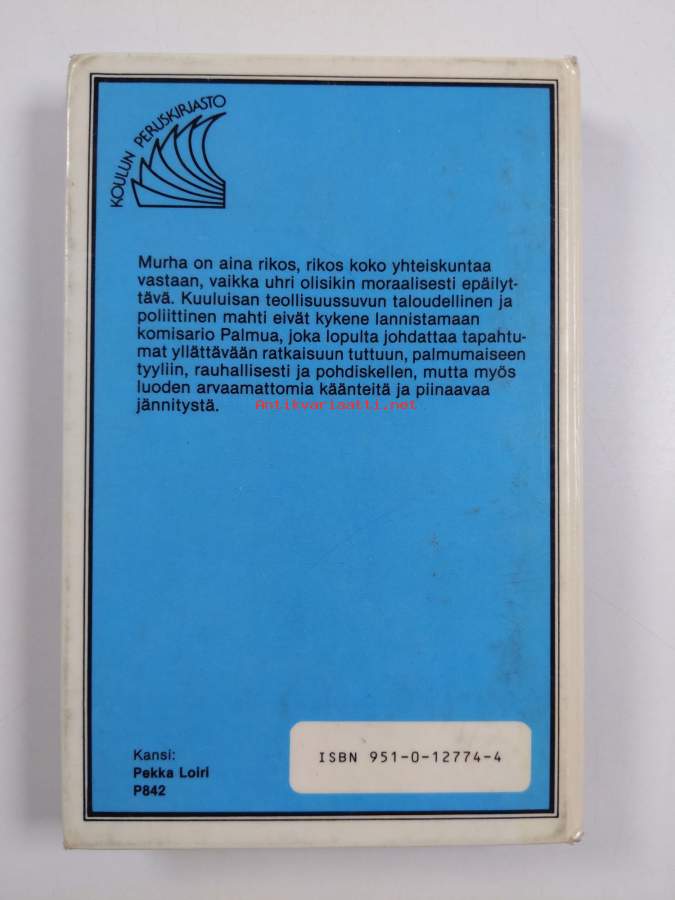 KOULUN PERUSKIRJASTO
Murha on aina rikos, rikos koko yhteiskuntaa
vastaan, vaikka uhri olisikin moraalisesti epäilyt-
tävä. Kuuluisan teollisuussuvun taloudellinen ja
poliittinen mahti eivät kykene lannistamaan
komisario Palmua, joka lopulta johdattaa tapahtu-
mat yllättävään ratkaisuun tuttuun, palmumaiseen
tyyliin, rauhallisesti ja pohdiskellen, mutta myös
luoden arvaamattomia käänteitä ja piinaavaa
jännitystä.
Antikvariaatti.net
Kansi:
Pekka Loiri
P842
ISBN 951-0-12774-4